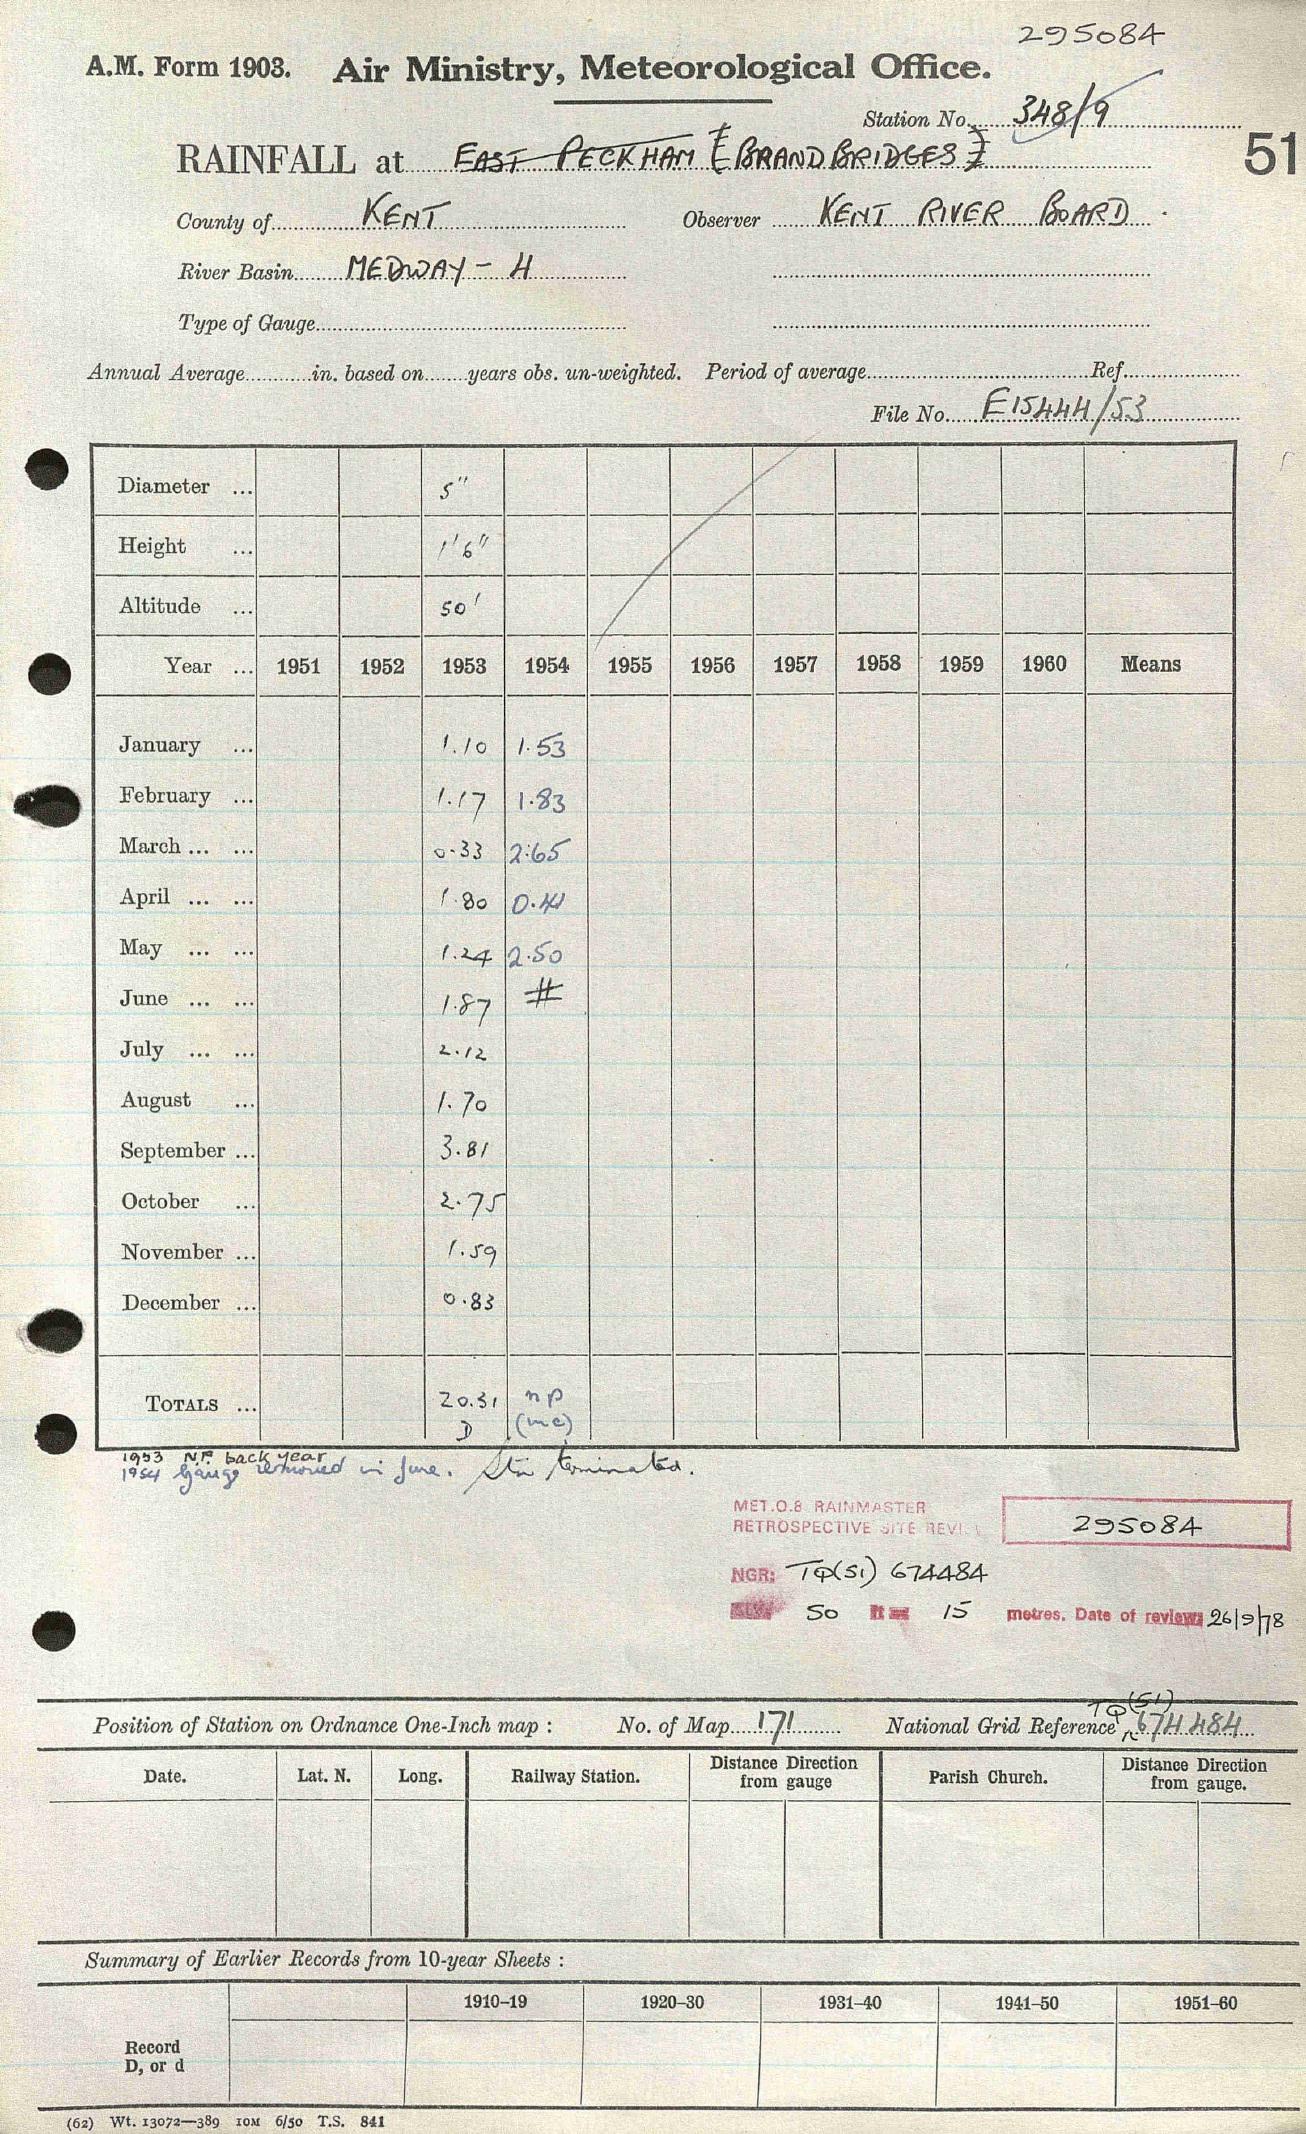 295084
A.M. Form 1903. Air Ministry, Meteorological Office.
Station No. 348/9
RAINFALL at EAST PECKHAM [BRANDBRIDGES] 51
County of KENT Observer KENT RIVER BOARD.
River Basin MEDWAY - H
Type of Gauge
Annual Average in. based on years obs. un-weighted. Period of average Ref.
File No. E15444/53
Diameter ... 5"
Height ... 1'6"
Altitude ... 50'
Year ... 1951 1952 1953 1954 1955 1956 1957 1958 1959 1960 Means
January ... 1.10 1.53
February ... 1.17 1.83
March ... ... 0.33 2.65
April ... ... 1.80 0.41
May ... ... 1.24 2.50
June ... ... 1.87 #
July ... ... 2.12
August ... 1.70
September ... 3.81
October ... 2.75
November ... 1.59
December ... 0.83
TOTALS ... 20.31 np
D (inc)
1953 N.P. back year
1954 Gauge removed in June. Stn terminated.
MET.O.8 RAINMASTER
RETROSPECTIVE SITE REVI 295084
NGR: TQ(51) 674484
50 ft = 15 metres. Date of review: 26/9/78
TQ(51)
Position of Station on Ordnance One-Inch map : No. of Map 171 National Grid Reference 674484
Date. Lat. N. Long. Railway Station. Distance Direction from gauge Parish Church. Distance Direction from gauge.
Summary of Earlier Records from 10-year Sheets :
1910–19 1920–30 1931–40 1941–50 1951–60
Record
D, or d
(62) Wt. 13072—389 10M 6/50 T.S. 841